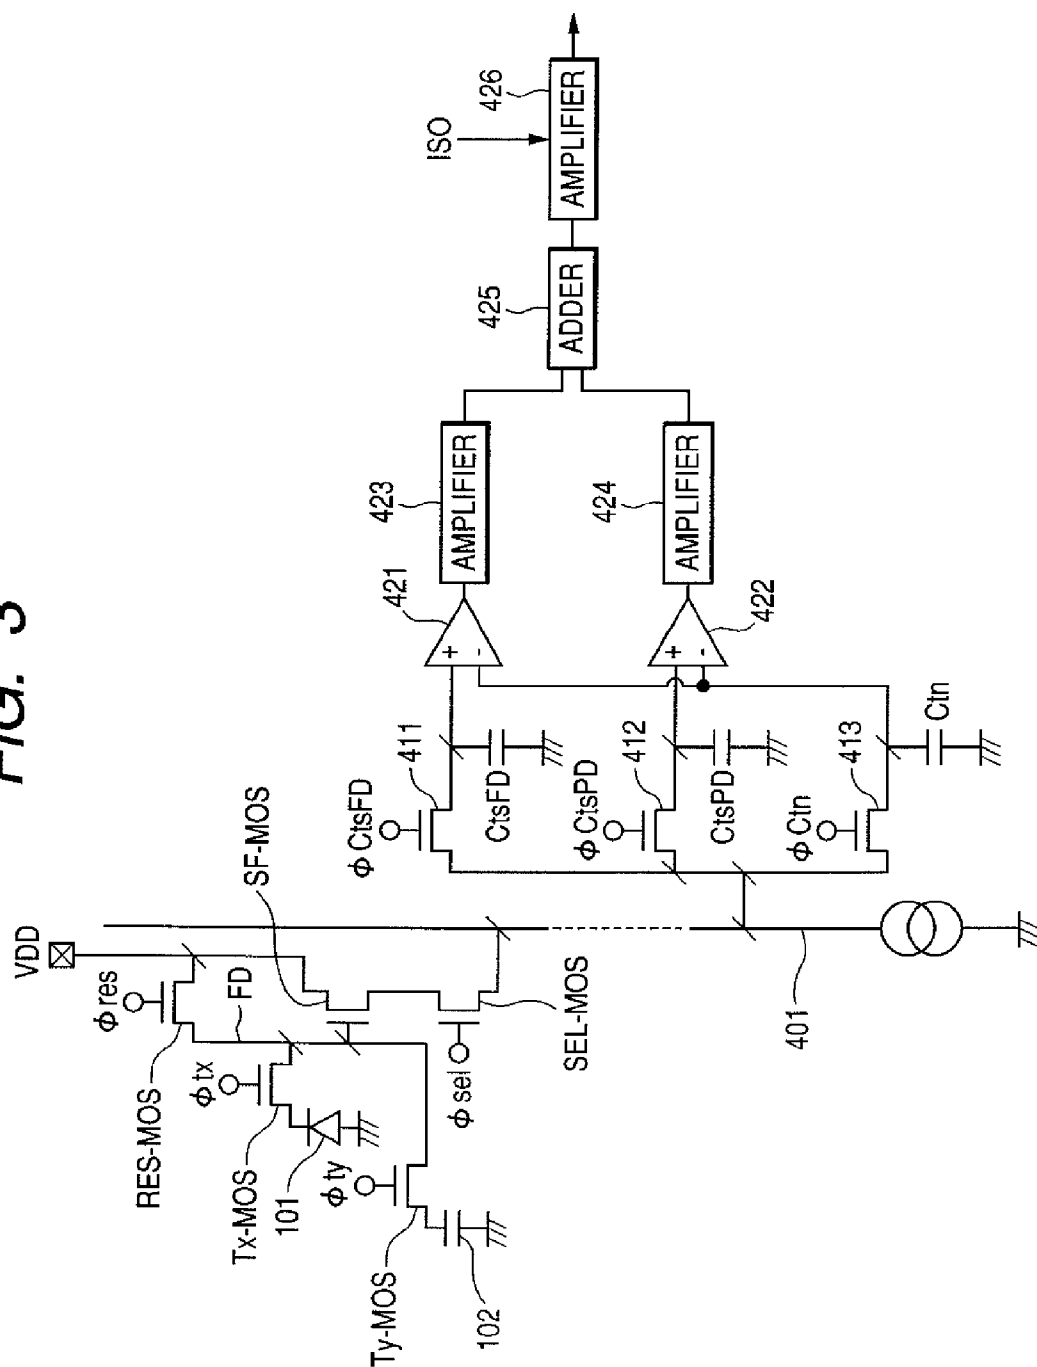 FIG. 3
VDD
ϕres
RES-MOS
FD
ϕtx
Tx-MOS
101
ϕty
Ty-MOS
102
SF-MOS
ϕsel
SEL-MOS
401
ϕCtsFD
411
CtsFD
ϕCtsPD
412
CtsPD
ϕCtn
413
Ctn
+
-
421
+
-
422
AMPLIFIER
423
AMPLIFIER
424
ADDER
425
ISO
AMPLIFIER
426